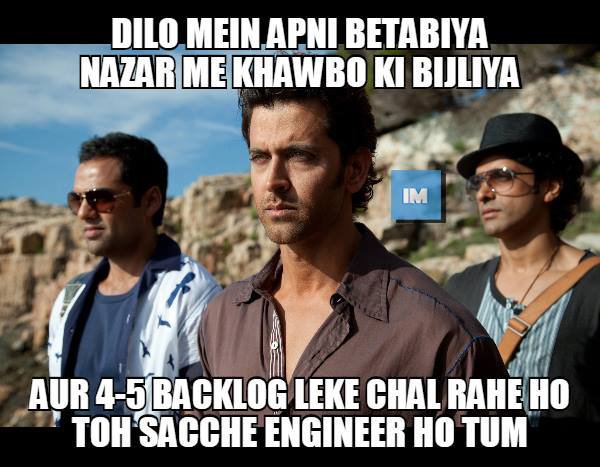 DILO MEIN APNI BETABIYA
NAZAR ME KHAWBO KI BIJLIYA
IM
AUR 4-5 BACKLOG LEKE CHAL RAHE HO
TOH SACCHE ENGINEER HO TUM